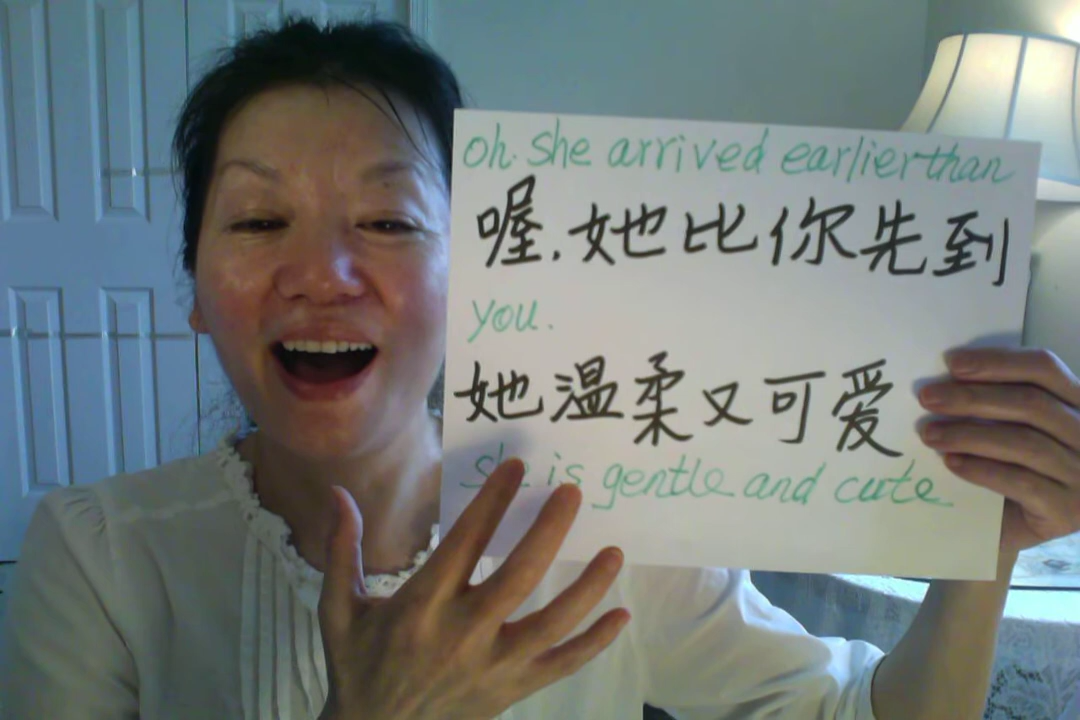 oh. She arrived earlier than
喔.她比你先到
you.
她温柔又可爱
She is gentle and cute